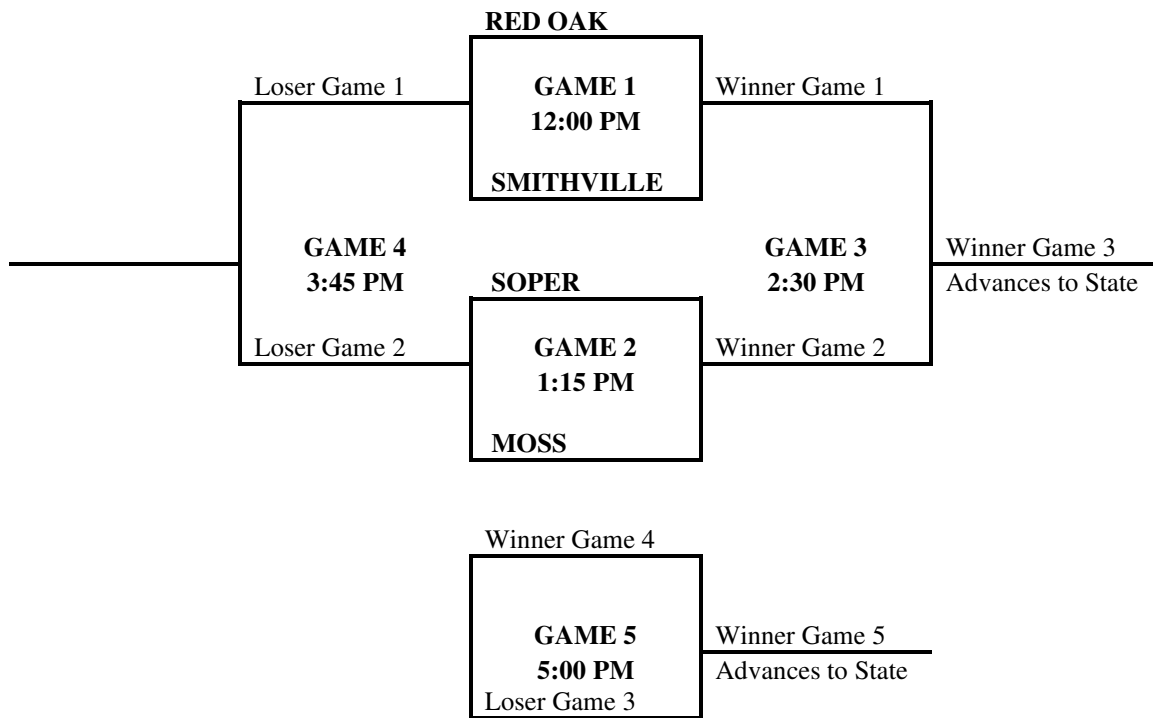 RED OAK
Loser Game 1
GAME 1
12:00 PM
Winner Game 1
SMITHVILLE
GAME 4
3:45 PM
GAME 3
2:30 PM
Winner Game 3
Advances to State
SOPER
Loser Game 2
GAME 2
1:15 PM
Winner Game 2
MOSS
Winner Game 4
GAME 5
5:00 PM
Winner Game 5
Advances to State
Loser Game 3